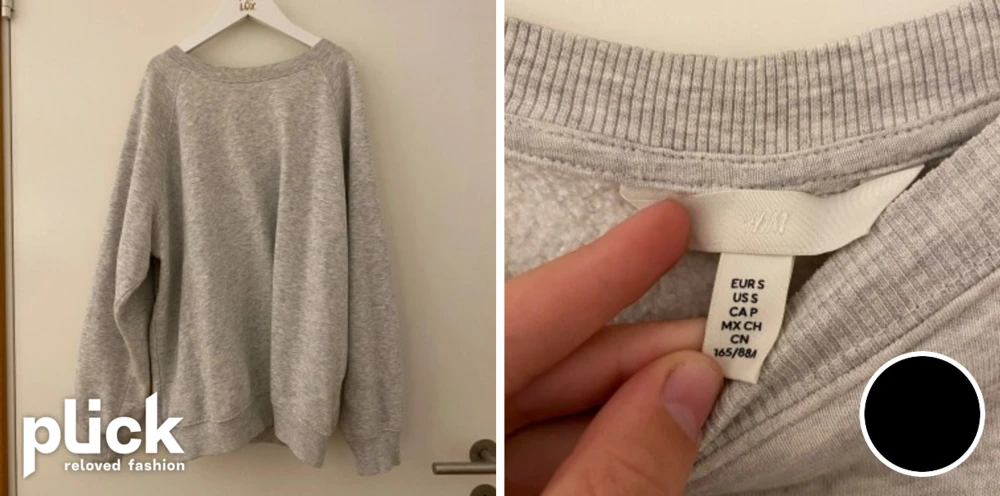 plick
reloved fashion
H&M
EUR S
US S
CA P
MX CH
CN
165/88A